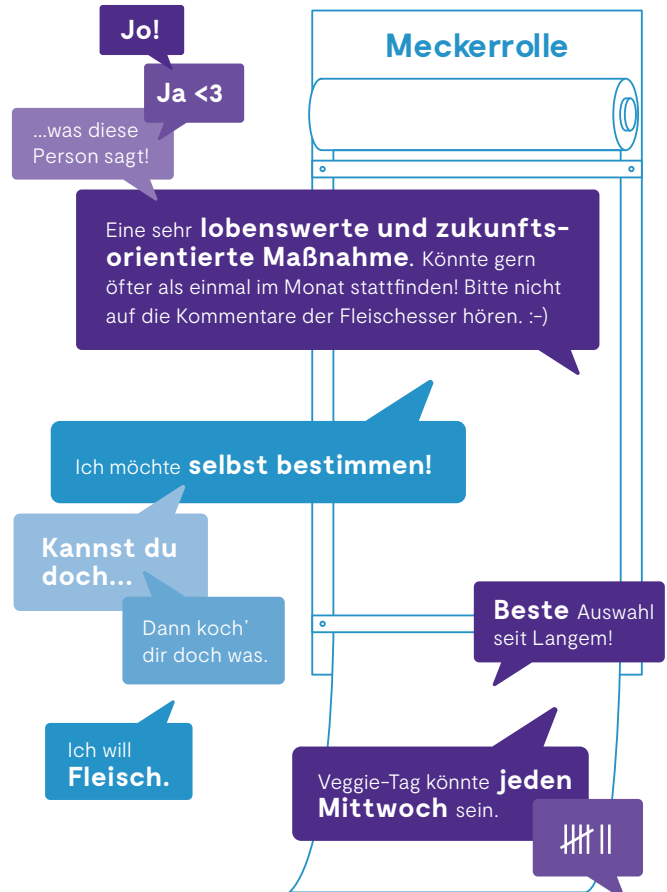 Jo!
Meckerrolle
Ja <3
...was diese
Person sagt!
Eine sehr lobenswerte und zukunfts-
orientierte Maßnahme. Könnte gern
öfter als einmal im Monat stattfinden! Bitte nicht
auf die Kommentare der Fleischesser hören. :-)
Ich möchte selbst bestimmen!
Kannst du
doch...
Dann koch’
dir doch was.
Beste Auswahl
seit Langem!
Ich will
Fleisch.
Veggie-Tag könnte jeden
Mittwoch sein.